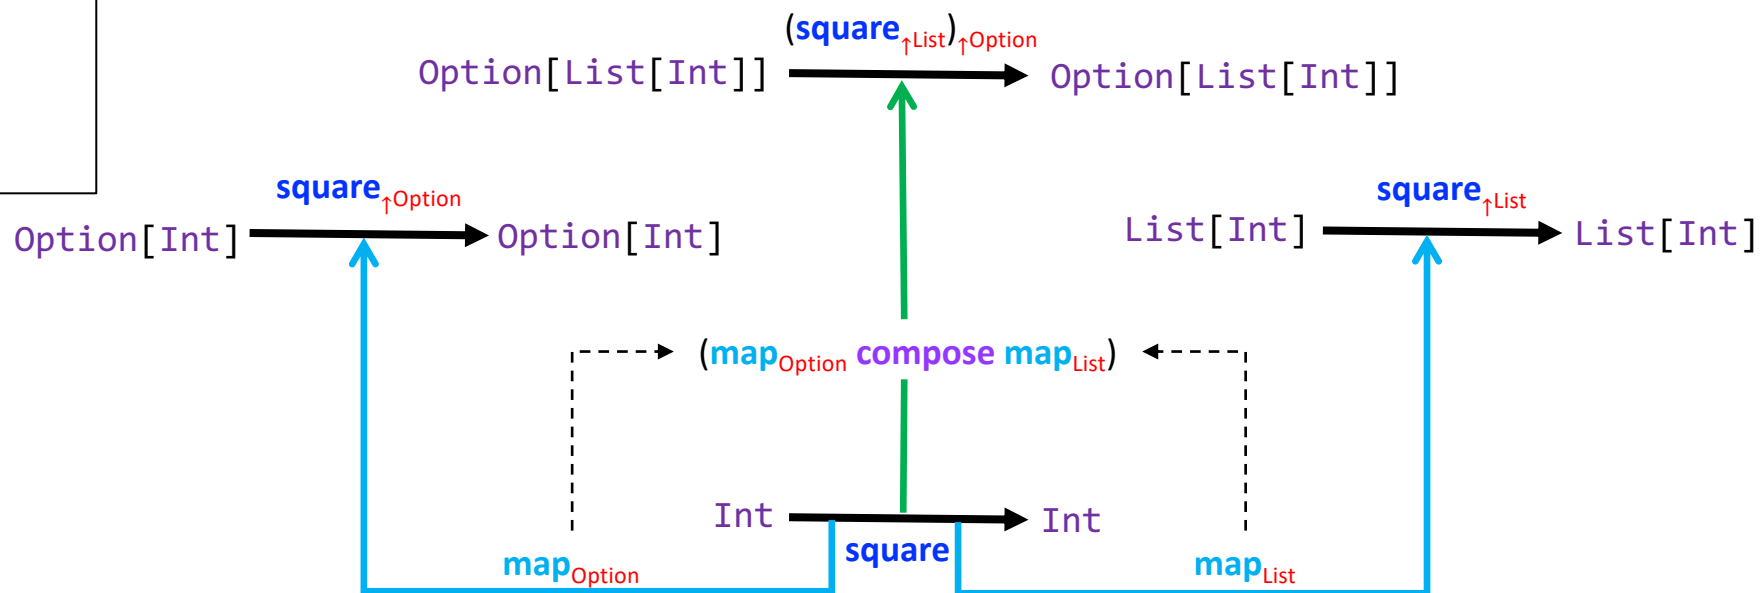 (square↑List)↑Option
Option[List[Int]] Option[List[Int]]
square↑Option square↑List
Option[Int] Option[Int] List[Int] List[Int]
(mapOption compose mapList)
Int Int
square
mapOption mapList